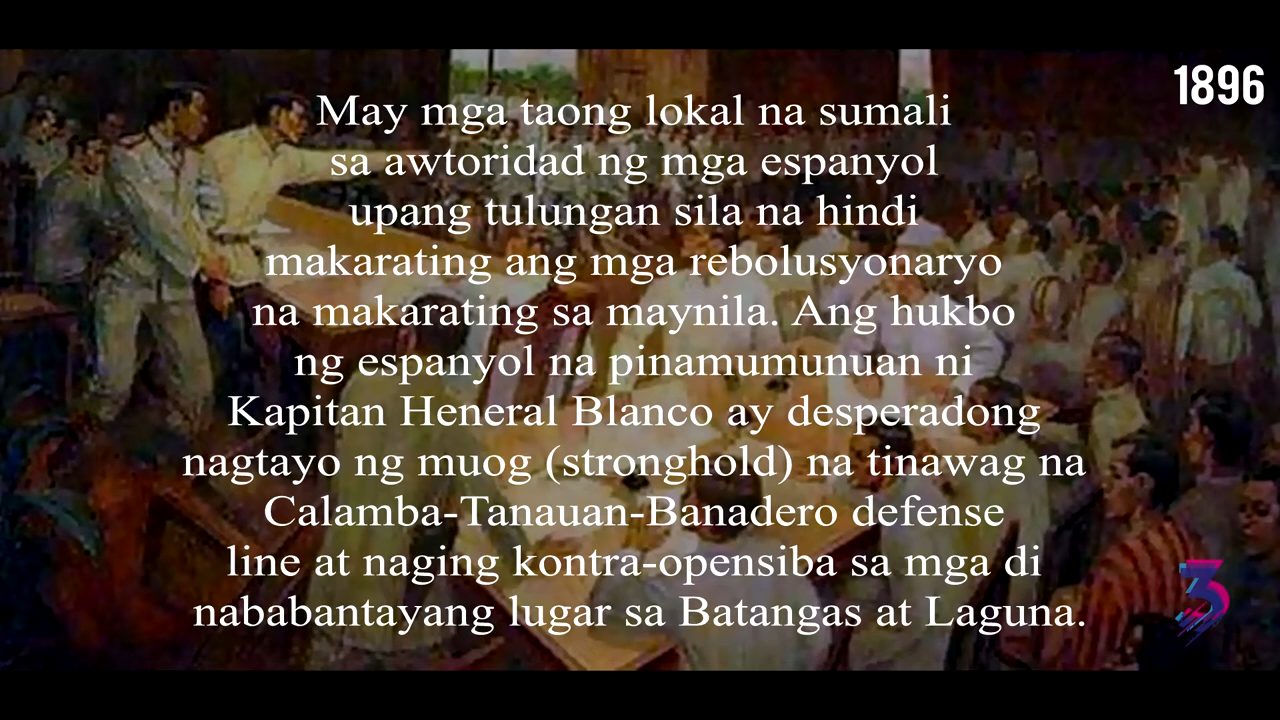 1896
May mga taong lokal na sumali
sa awtoridad ng mga espanyol
upang tulungan sila na hindi
makarating ang mga rebolusyonaryo
na makarating sa maynila. Ang hukbo
ng espanyol na pinamumunuan ni
Kapitan Heneral Blanco ay desperadong
nagtayo ng muog (stronghold) na tinawag na
Calamba-Tanauan-Banadero defense
line at naging kontra-opensiba sa mga di
nababantayang lugar sa Batangas at Laguna.
3